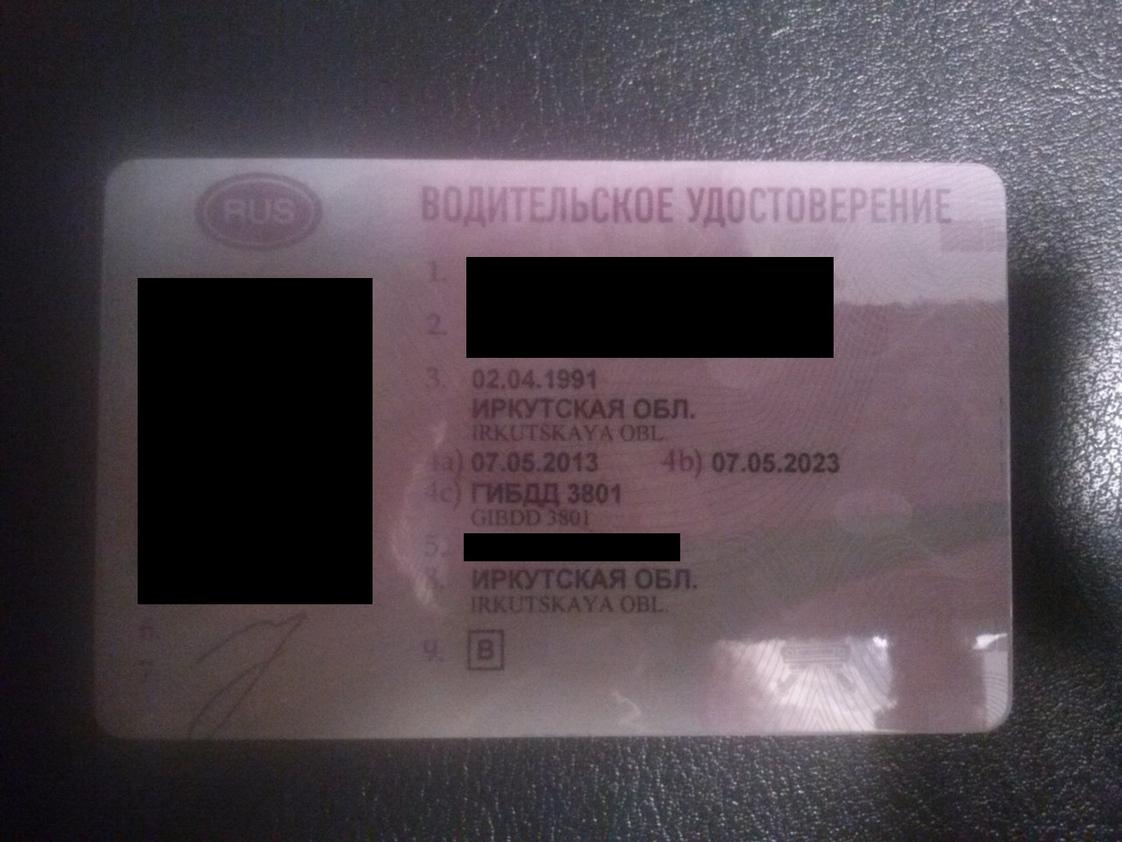 RUS
ВОДИТЕЛЬСКОЕ УДОСТОВЕРЕНИЕ
1.
2.
3. 02.04.1991
ИРКУТСКАЯ ОБЛ.
IRKUTSKAYA OBL.
4a) 07.05.2013 4b) 07.05.2023
4c) ГИБДД 3801
GIBDD 3801
5.
8. ИРКУТСКАЯ ОБЛ.
IRKUTSKAYA OBL.
7.
9. B